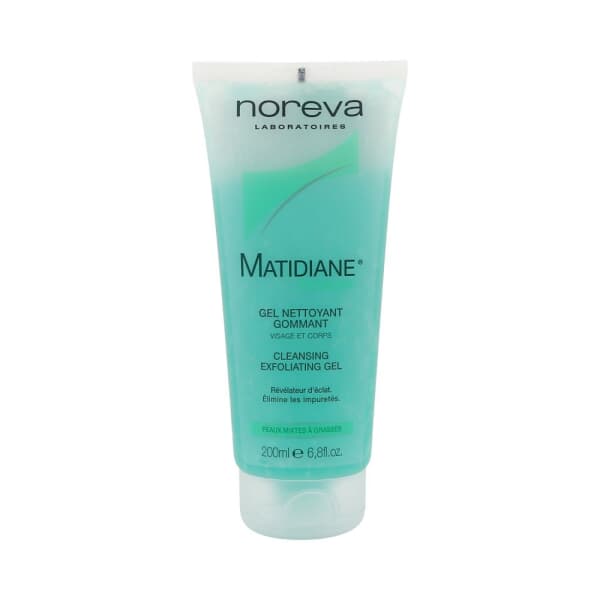 noreva
LABORATOIRES
MATIDIANE®
GEL NETTOYANT
GOMMANT
VISAGE ET CORPS
CLEANSING
EXFOLIATING GEL
Révélateur d'éclat.
Élimine les impuretés.
PEAUX MIXTES À GRASSES
200ml e 6,8fl.oz.